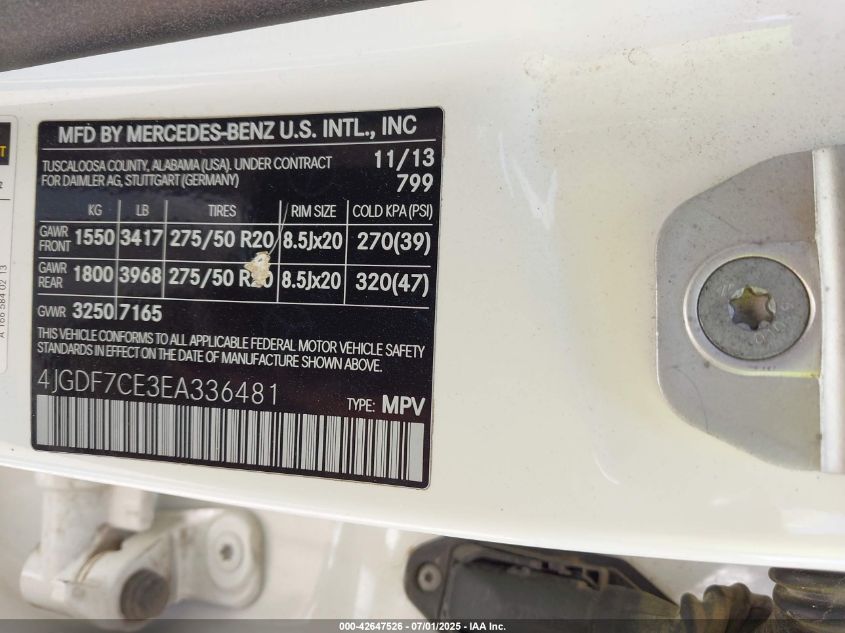 MFD BY MERCEDES-BENZ U.S. INTL., INC
TUSCALOOSA COUNTY, ALABAMA (USA). UNDER CONTRACT 11/13
FOR DAIMLER AG, STUTTGART (GERMANY) 799
KG LB TIRES RIM SIZE COLD KPA (PSI)
GAWR FRONT 1550 3417 275/50 R20 8.5Jx20 270(39)
GAWR REAR 1800 3968 275/50 R20 8.5Jx20 320(47)
GVWR 3250 7165
THIS VEHICLE CONFORMS TO ALL APPLICABLE FEDERAL MOTOR VEHICLE SAFETY
STANDARDS IN EFFECT ON THE DATE OF MANUFACTURE SHOWN ABOVE.
4JGDF7CE3EA336481
TYPE: MPV
A 166 584 02 13
000-42647526 - 07/01/2025 - IAA Inc.